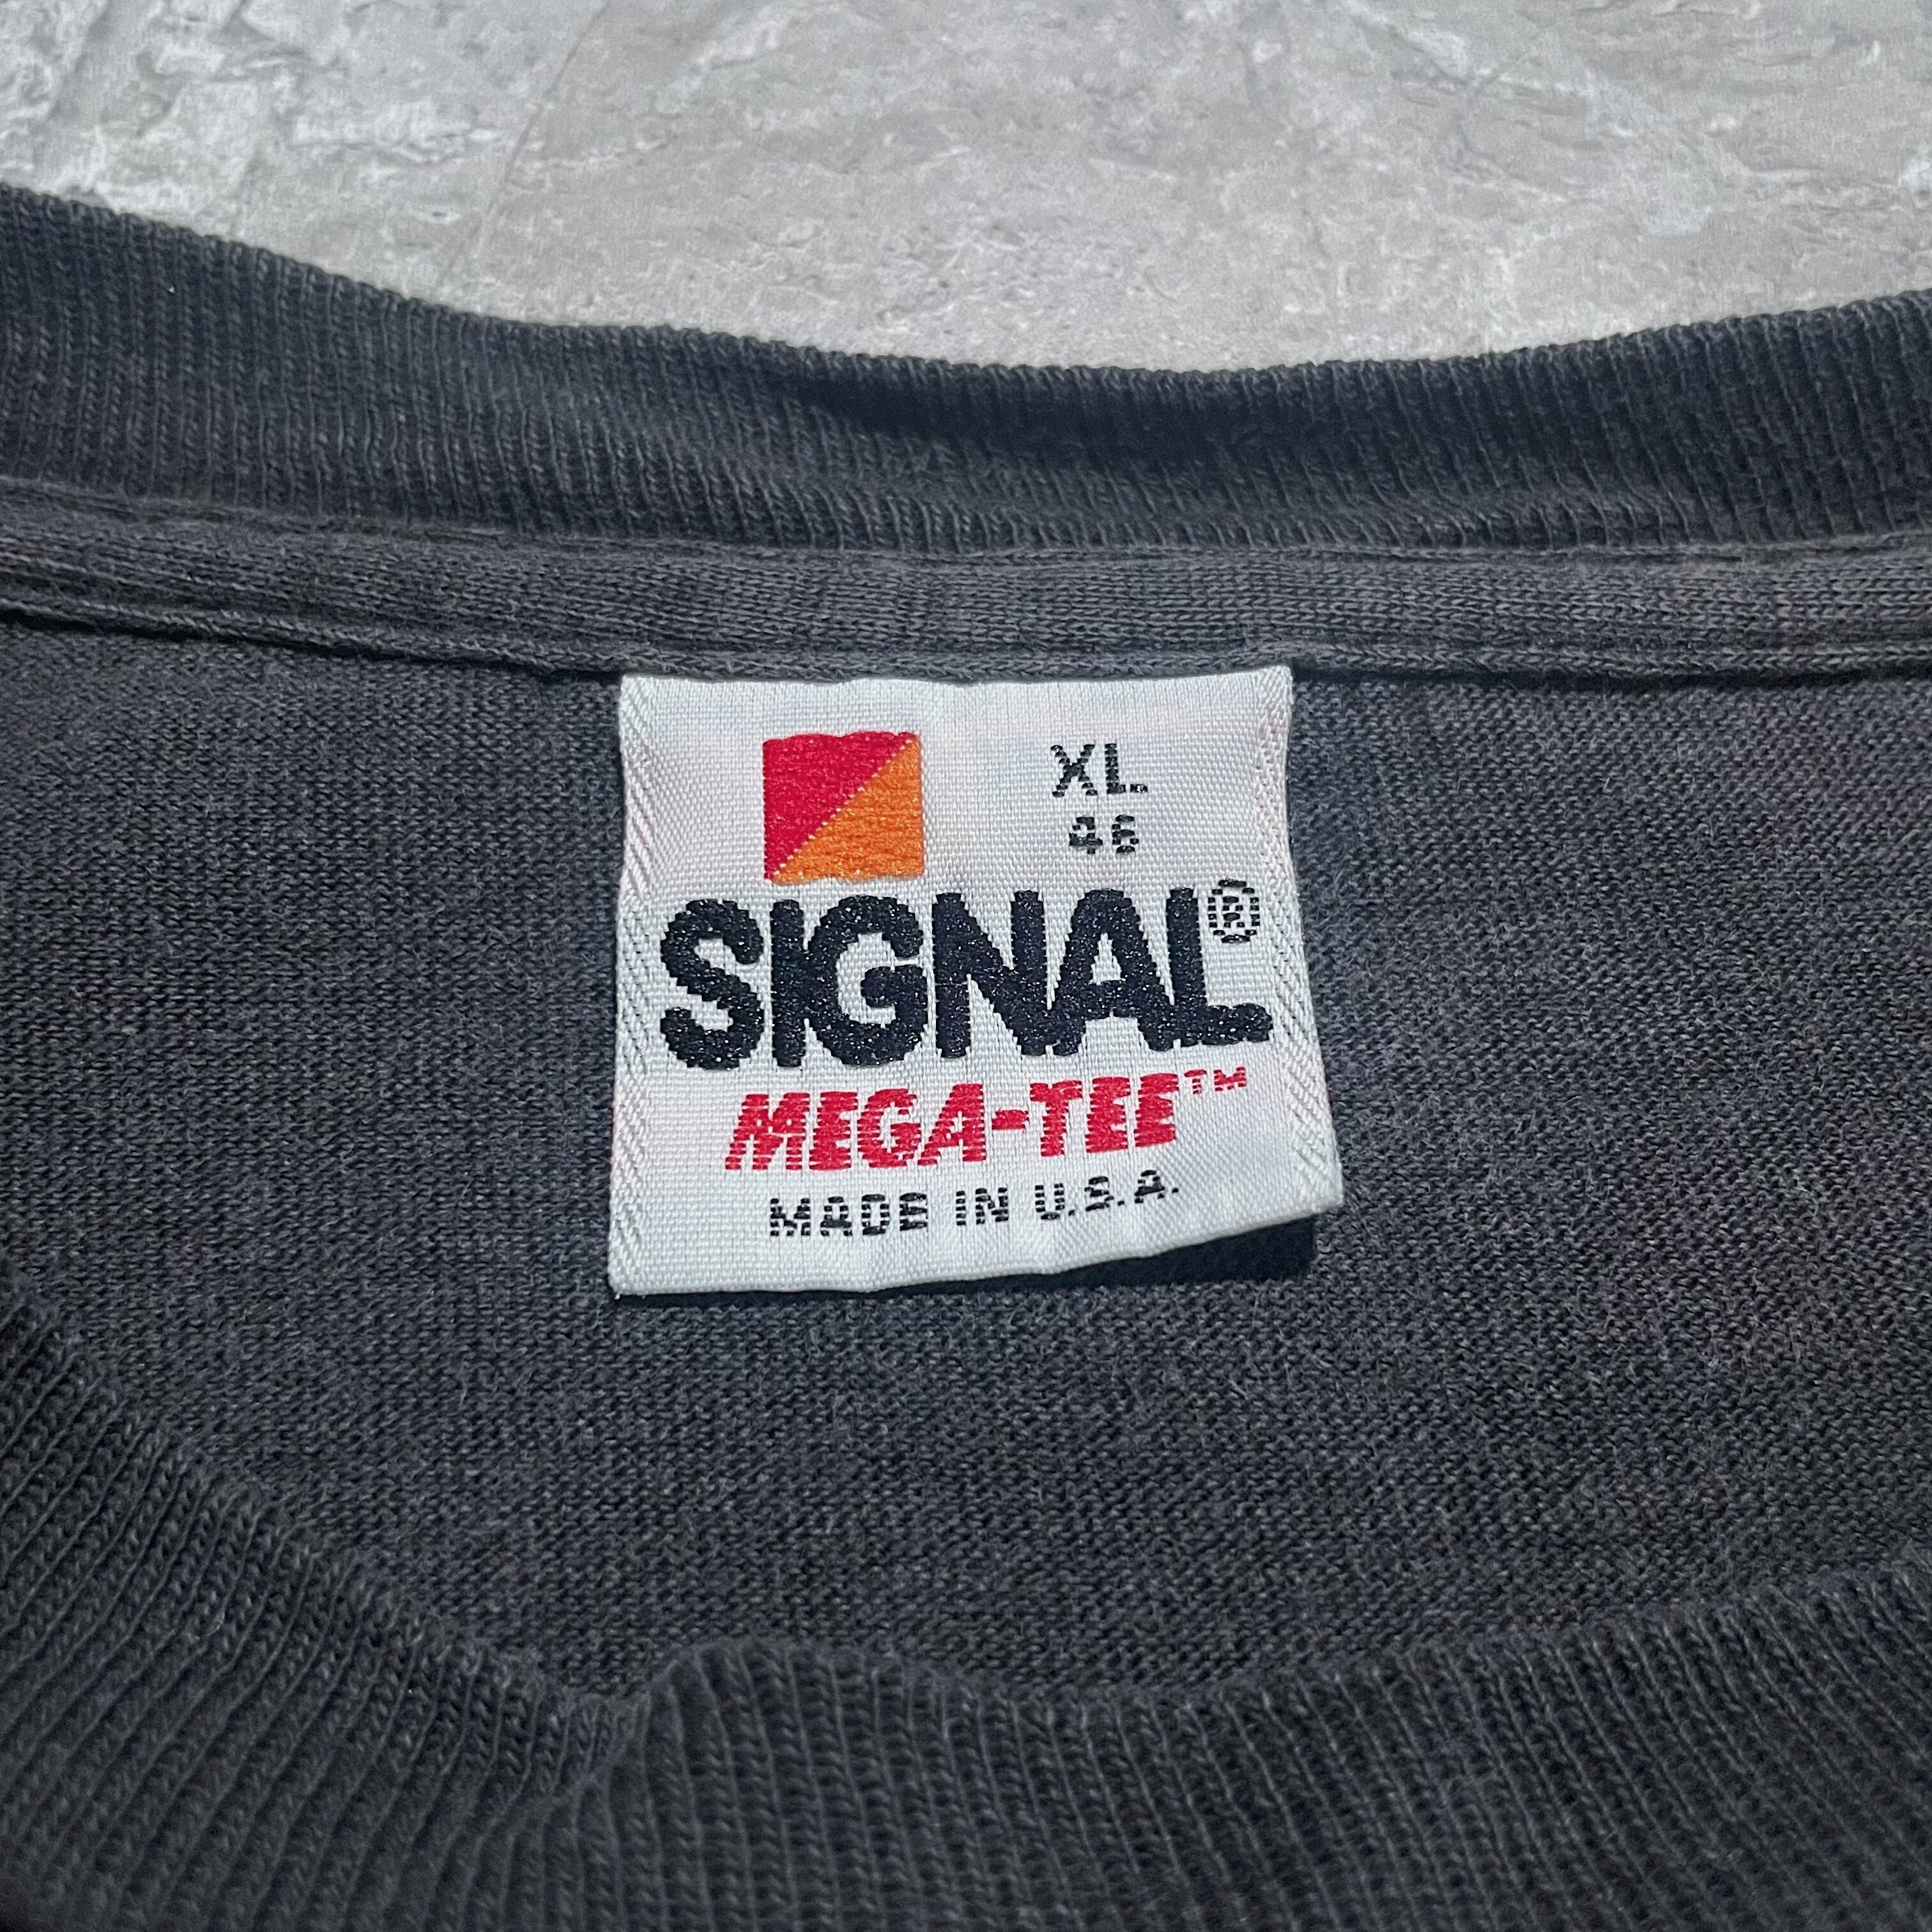 XL
46
SIGNAL®
MEGA-TEE™
MADE IN U.S.A.